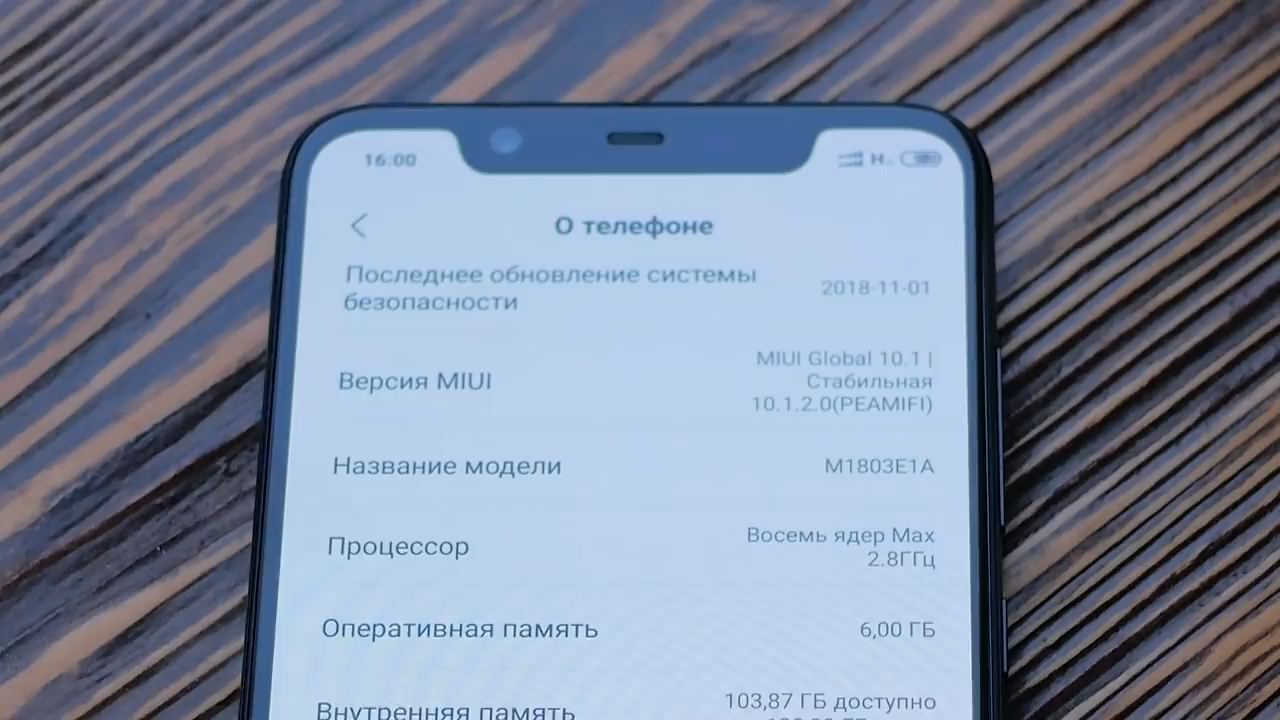 16:00
H
О телефоне
Последнее обновление системы
безопасности
2018-11-01
Версия MIUI
MIUI Global 10.1 |
Стабильная
10.1.2.0(PEAMIFI)
Название модели
M1803E1A
Процессор
Восемь ядер Max
2.8ГГц
Оперативная память
6,00 ГБ
Внутренняя память
103,87 ГБ доступно